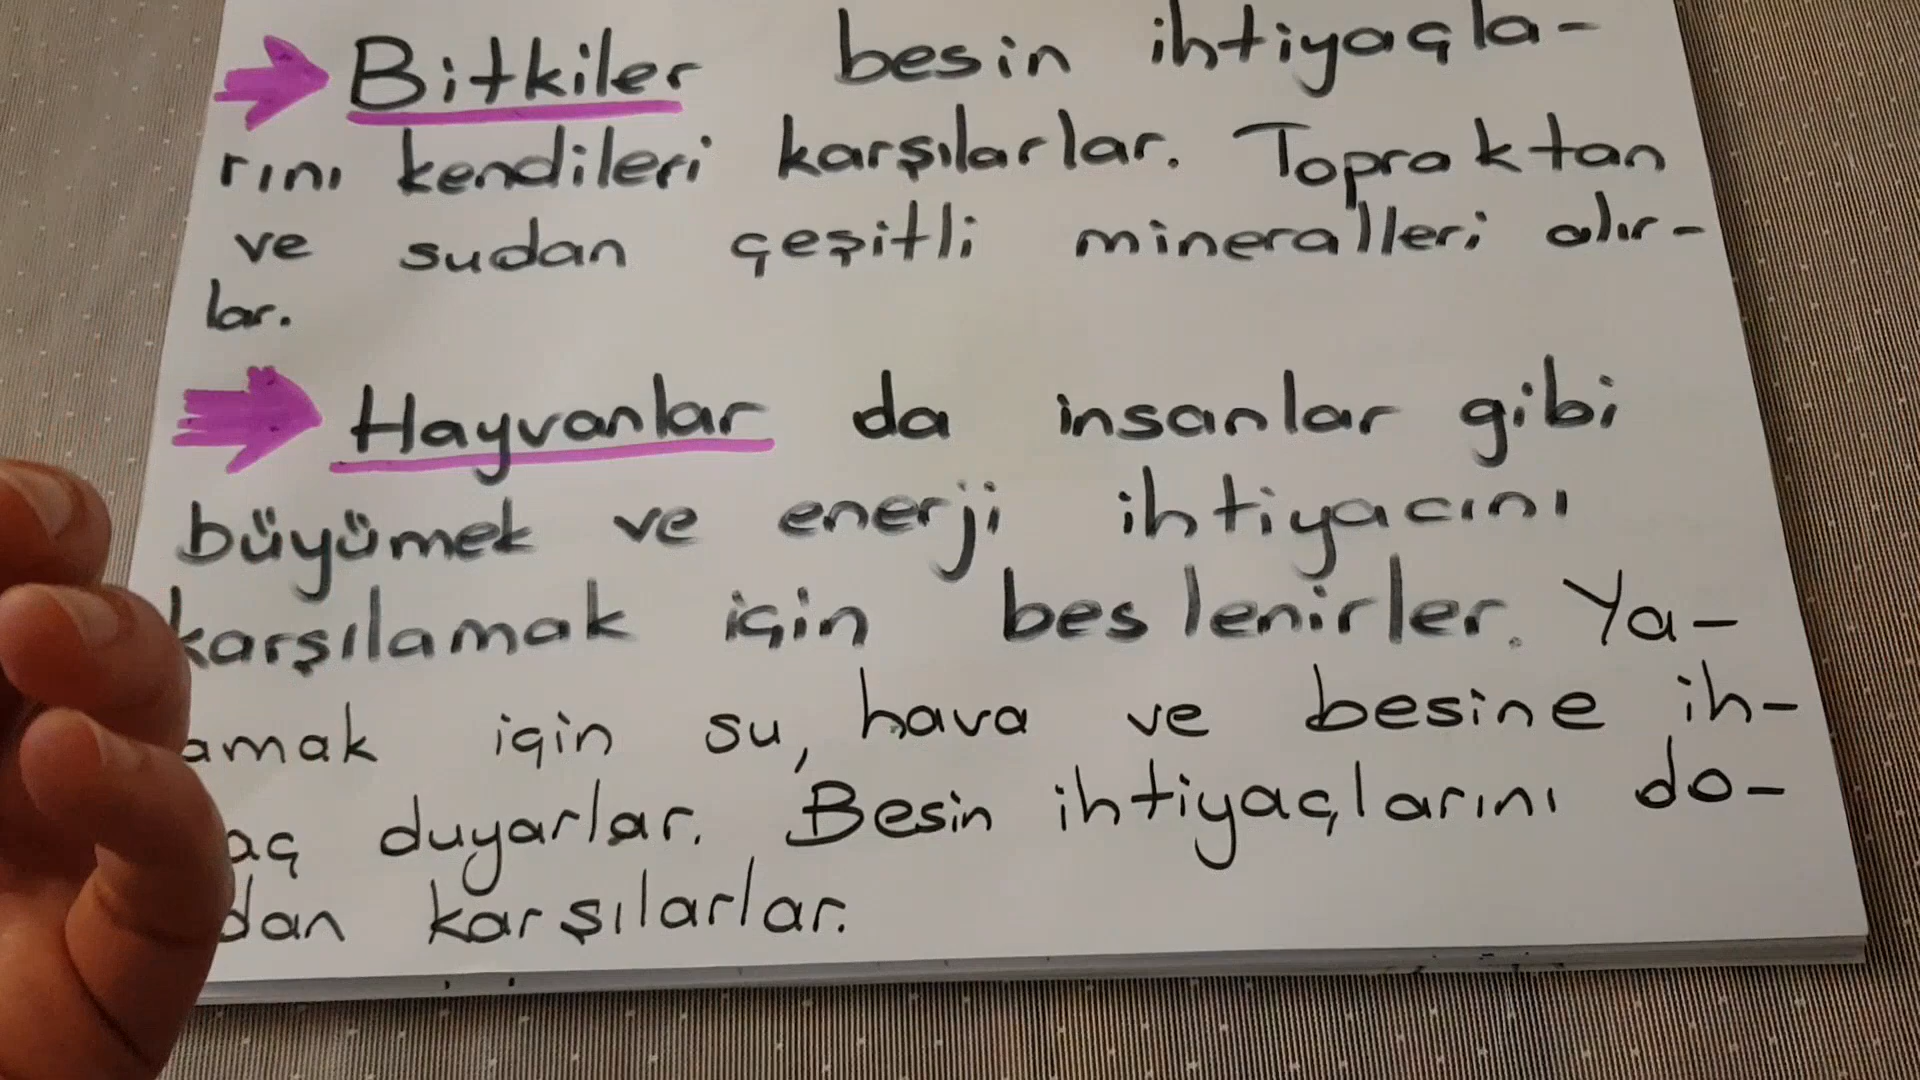 Bitkiler besin ihtiyaçla-
rını kendileri karşılarlar. Topraktan
ve sudan çeşitli mineralleri alır-
lar.
Hayvanlar da insanlar gibi
büyümek ve enerji ihtiyacını
karşılamak için beslenirler. Ya-
amak için su, hava ve besine ih-
aç duyarlar. Besin ihtiyaçlarını do-
dan karşılarlar.